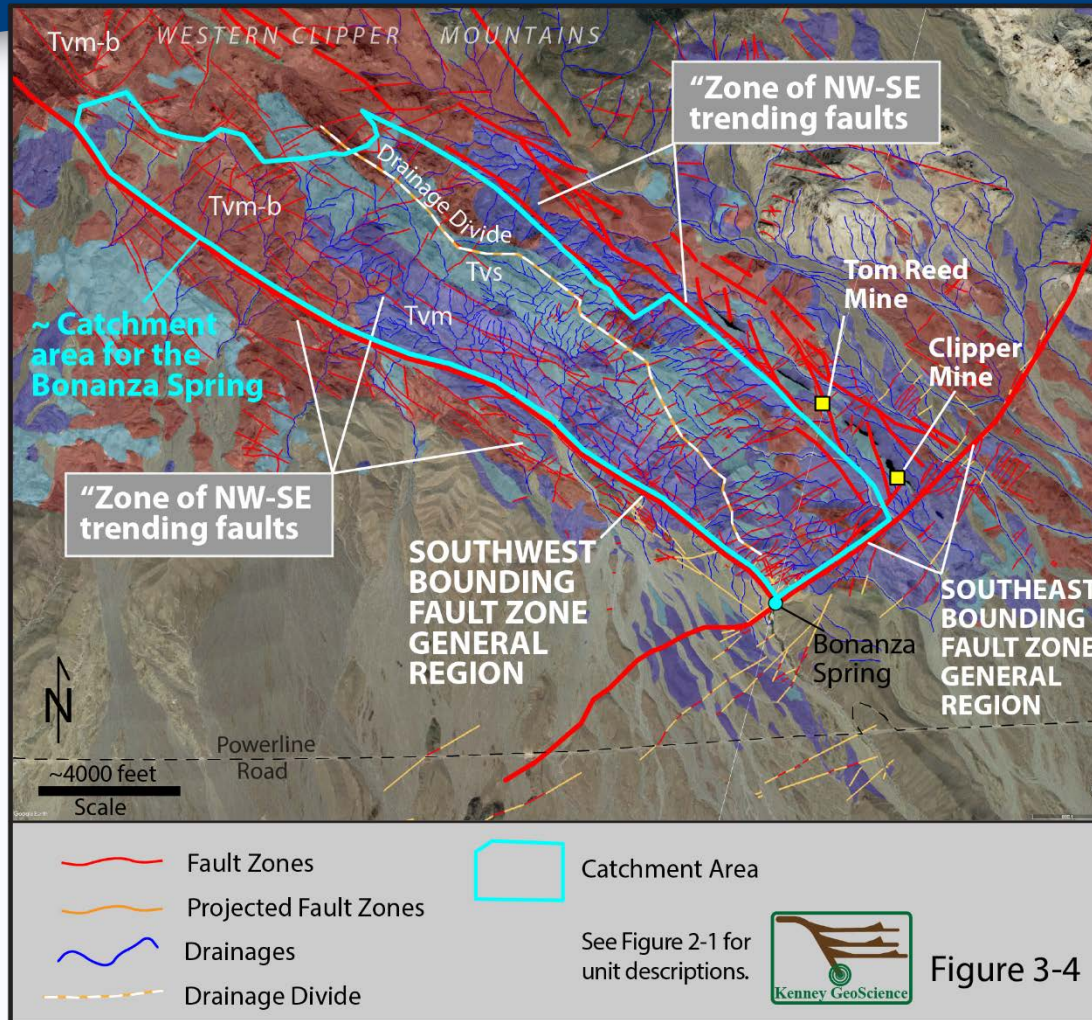 Tvm-b
WESTERN CLIPPER MOUNTAINS
"Zone of NW-SE
trending faults
Drainage Divide
Tvm-b
Tvs
Tvm
Tom Reed
Mine
Clipper
Mine
~ Catchment
area for the
Bonanza Spring
"Zone of NW-SE
trending faults
SOUTHWEST
BOUNDING
FAULT ZONE
GENERAL
REGION
SOUTHEAST
BOUNDING
FAULT ZONE
GENERAL
REGION
Bonanza
Spring
N
Powerline
Road
~4000 feet
Scale
Google Earth
Fault Zones
Projected Fault Zones
Drainages
Drainage Divide
Catchment Area
See Figure 2-1 for
unit descriptions.
Kenney GeoScience
Figure 3-4